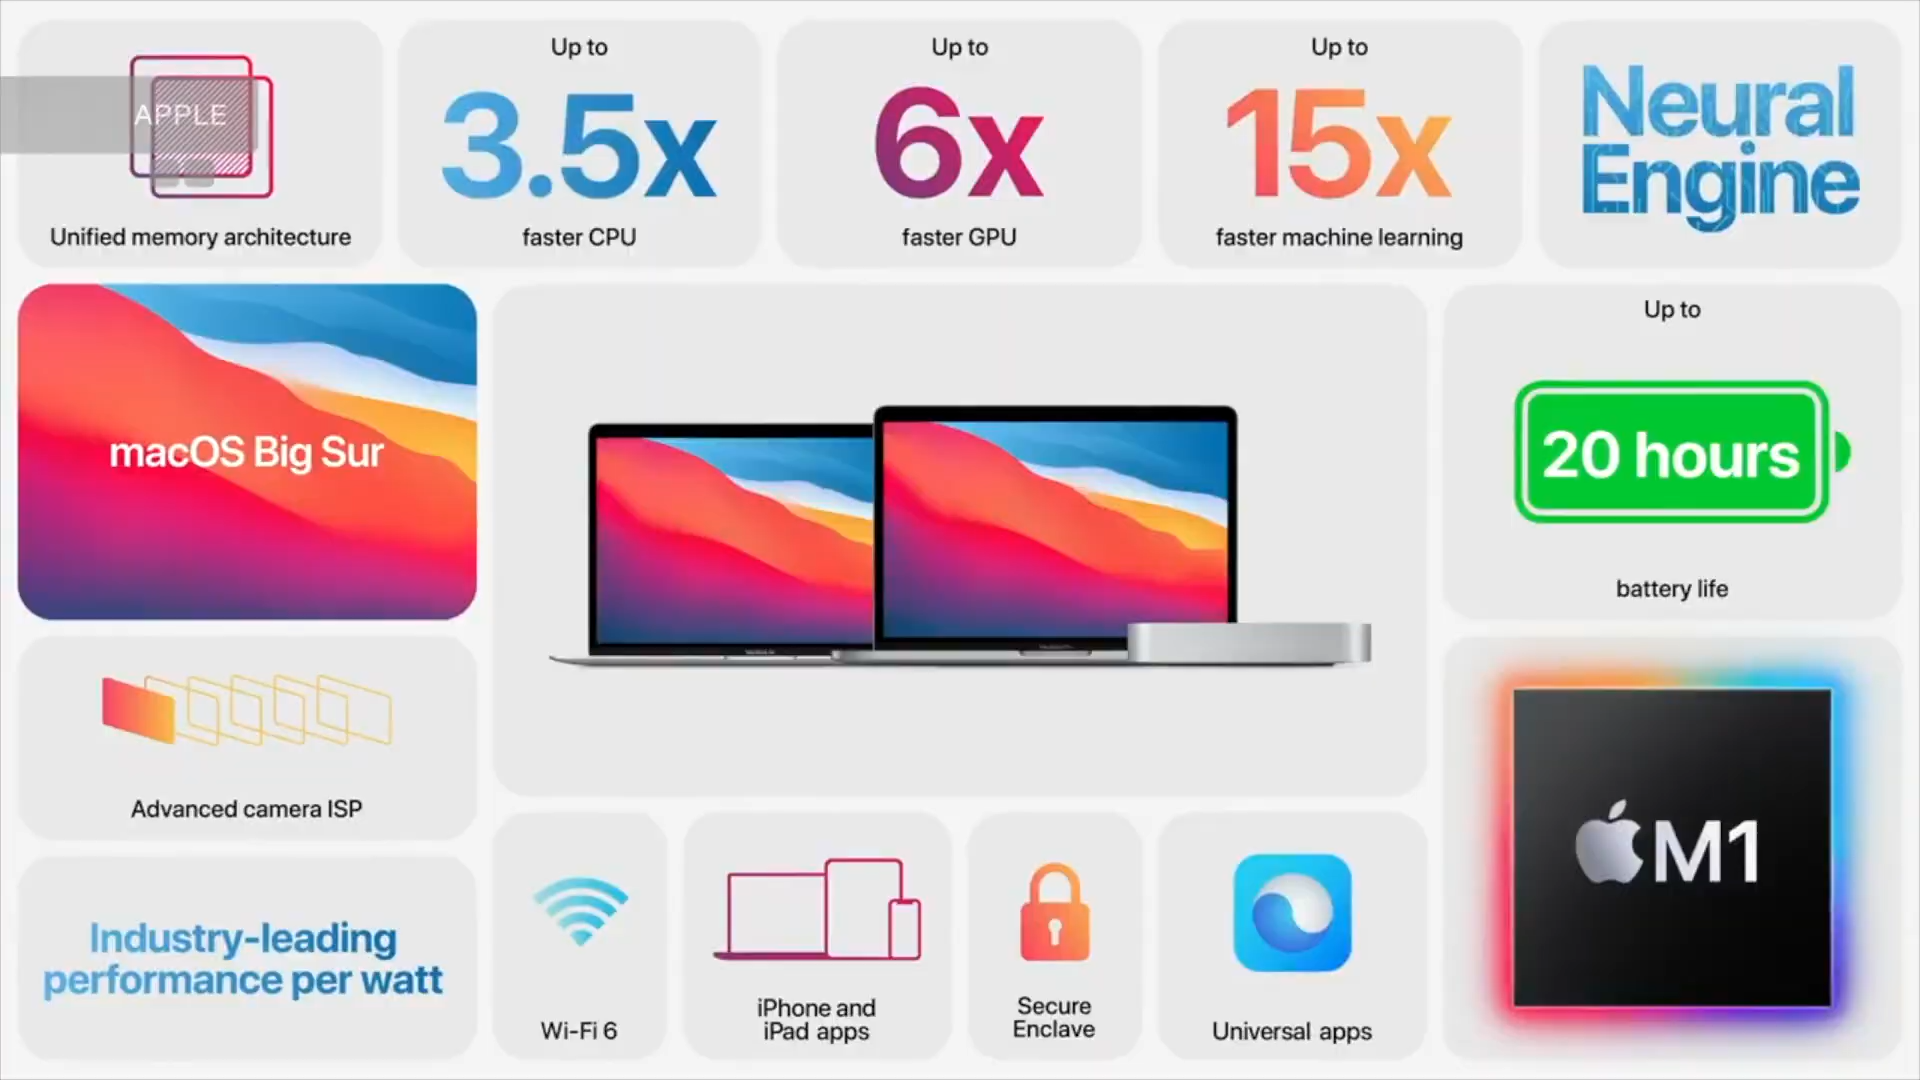 APPLE
Unified memory architecture
Up to
3.5x
faster CPU
Up to
6x
faster GPU
Up to
15x
faster machine learning
Neural
Engine
macOS Big Sur
Up to
20 hours
battery life
Advanced camera ISP
Industry-leading
performance per watt
Wi-Fi 6
iPhone and
iPad apps
Secure
Enclave
Universal apps
M1